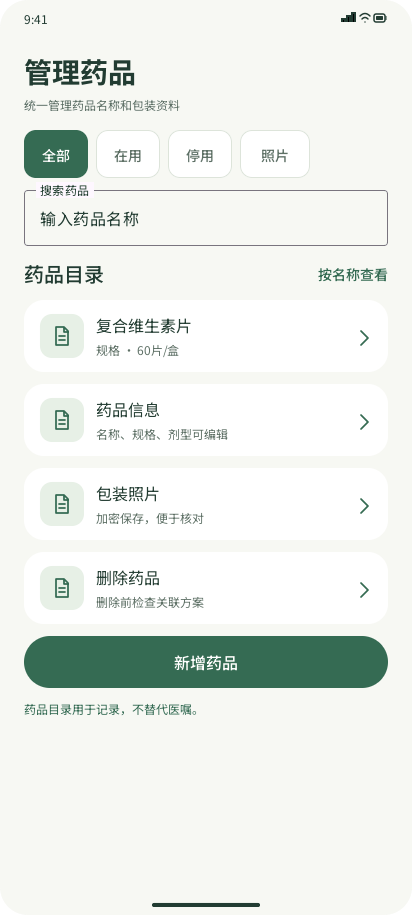 9:41
管理药品
统一管理药品名称和包装资料
全部 在用 停用 照片
搜索药品
输入药品名称
药品目录 按名称查看
复合维生素片
规格 · 60片/盒
药品信息
名称、规格、剂型可编辑
包装照片
加密保存，便于核对
删除药品
删除前检查关联方案
新增药品
药品目录用于记录，不替代医嘱。